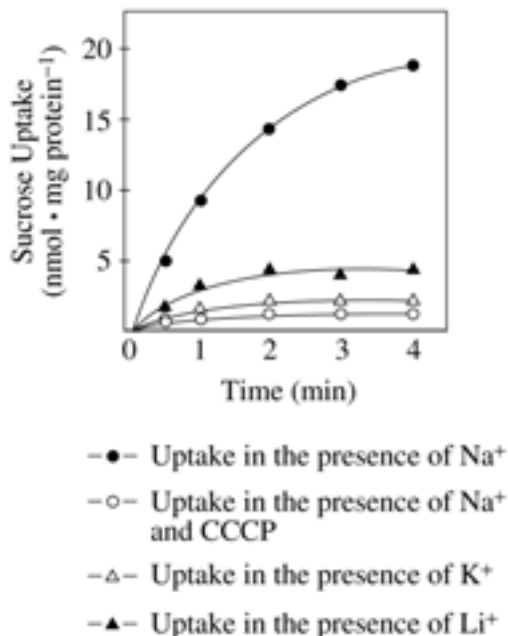 Sucrose Uptake
(nmol • mg protein⁻¹)
20
15
10
5
0 1 2 3 4
Time (min)
Uptake in the presence of Na⁺
Uptake in the presence of Na⁺
and CCCP
Uptake in the presence of K⁺
Uptake in the presence of Li⁺